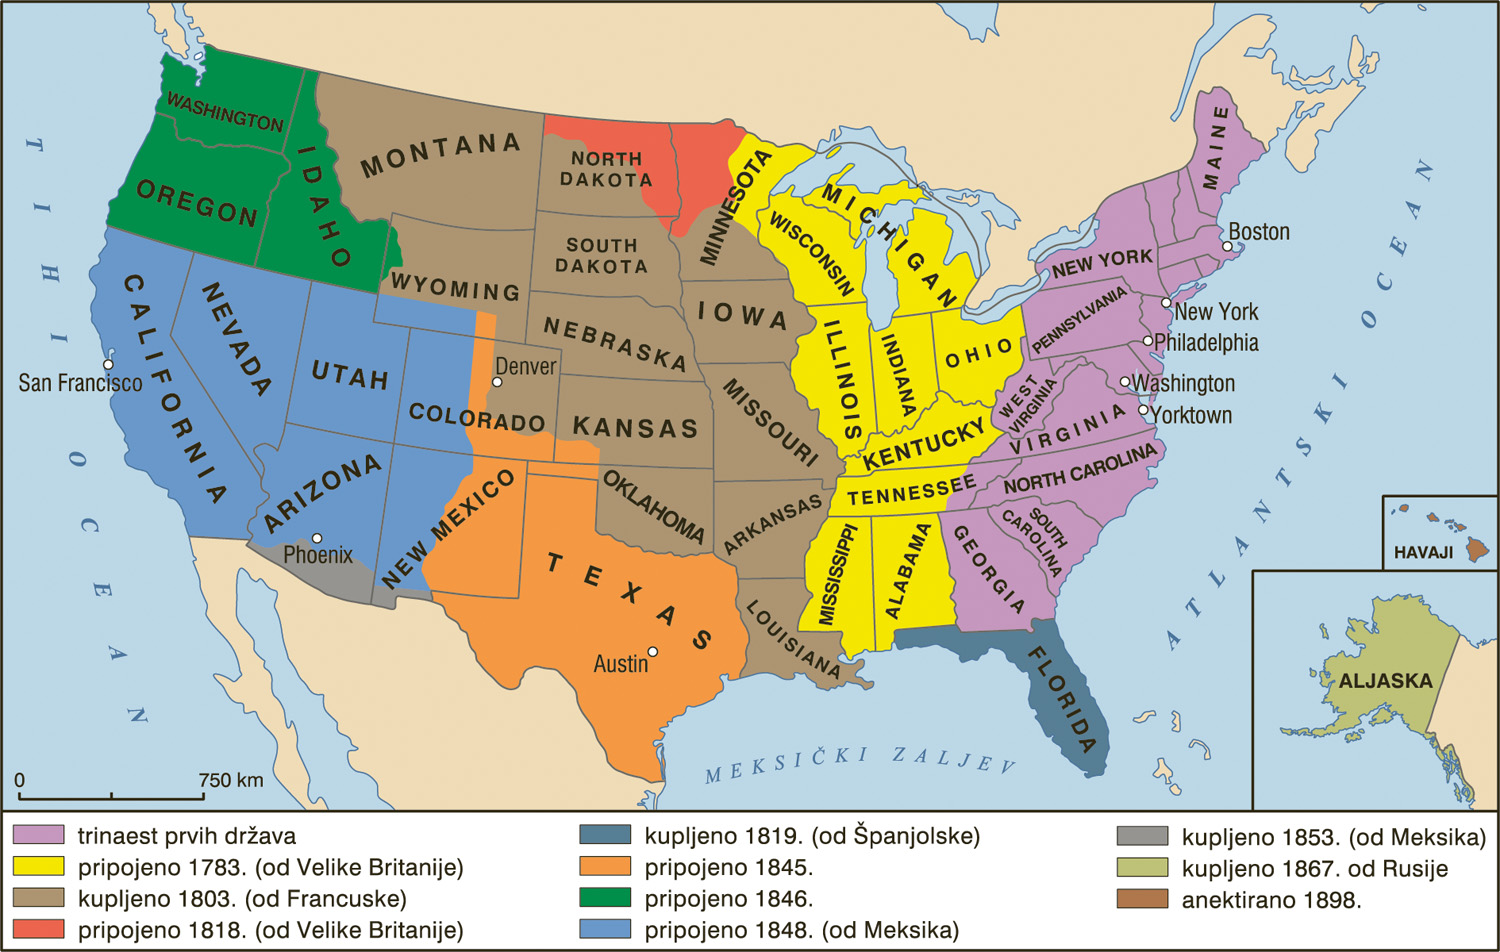 WASHINGTON
OREGON
IDAHO
MONTANA
NORTH
DAKOTA
MINNESOTA
SOUTH
DAKOTA
WYOMING
NEBRASKA
IOWA
WISCONSIN
MICHIGAN
MAINE
NEW YORK
Boston
PENNSYLVANIA
New York
Philadelphia
Washington
Yorktown
CALIFORNIA
NEVADA
UTAH
Denver
COLORADO
KANSAS
MISSOURI
ILLINOIS
INDIANA
OHIO
WEST
VIRGINIA
VIRGINIA
KENTUCKY
TENNESSEE
NORTH CAROLINA
SOUTH
CAROLINA
San Francisco
ARIZONA
Phoenix
NEW MEXICO
OKLAHOMA
ARKANSAS
TEXAS
Austin
LOUISIANA
MISSISSIPPI
ALABAMA
GEORGIA
FLORIDA
TIHI OCEAN
ATLANTSKI OCEAN
MEKSIČKI ZALJEV
HAVAJI
ALJASKA
0 750 km
trinaest prvih država
pripojeno 1783. (od Velike Britanije)
kupljeno 1803. (od Francuske)
pripojeno 1818. (od Velike Britanije)
kupljeno 1819. (od Španjolske)
pripojeno 1845.
pripojeno 1846.
pripojeno 1848. (od Meksika)
kupljeno 1853. (od Meksika)
kupljeno 1867. od Rusije
anektirano 1898.